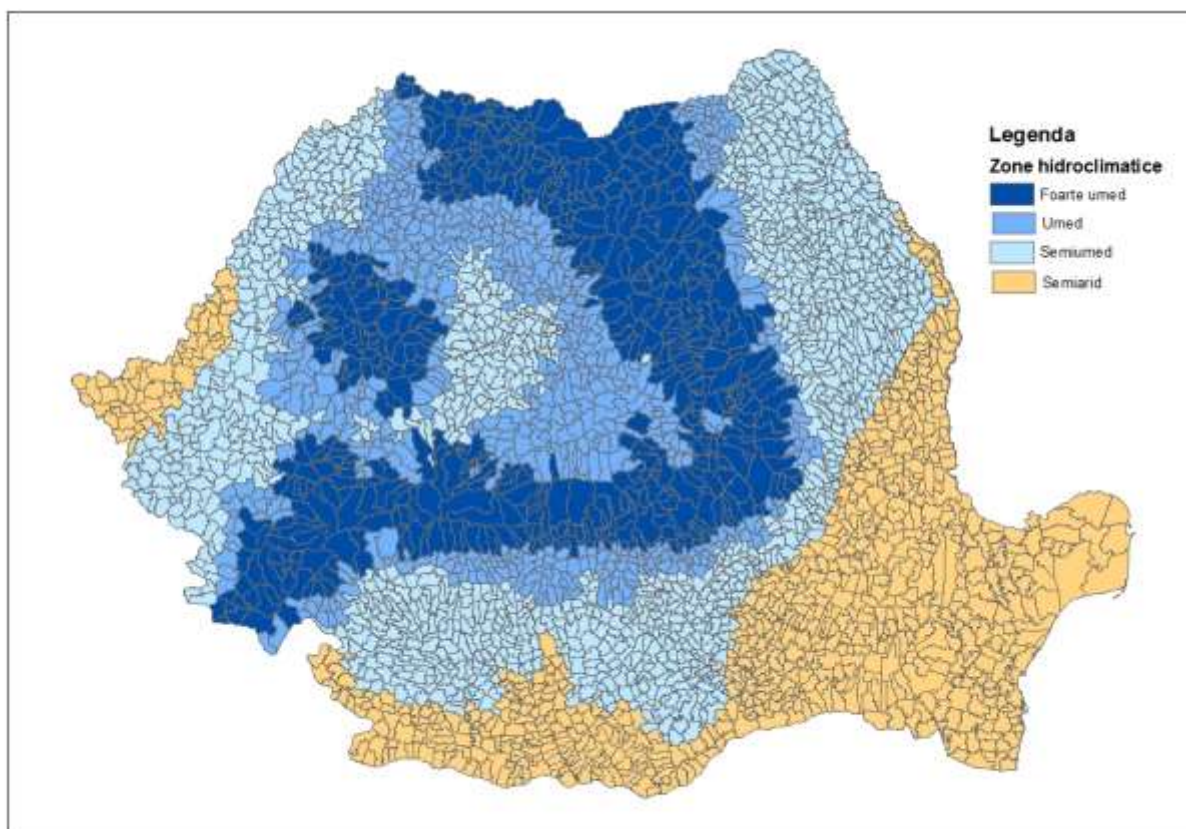 Legenda
Zone hidroclimatice
Foarte umed
Umed
Semiumed
Semiarid